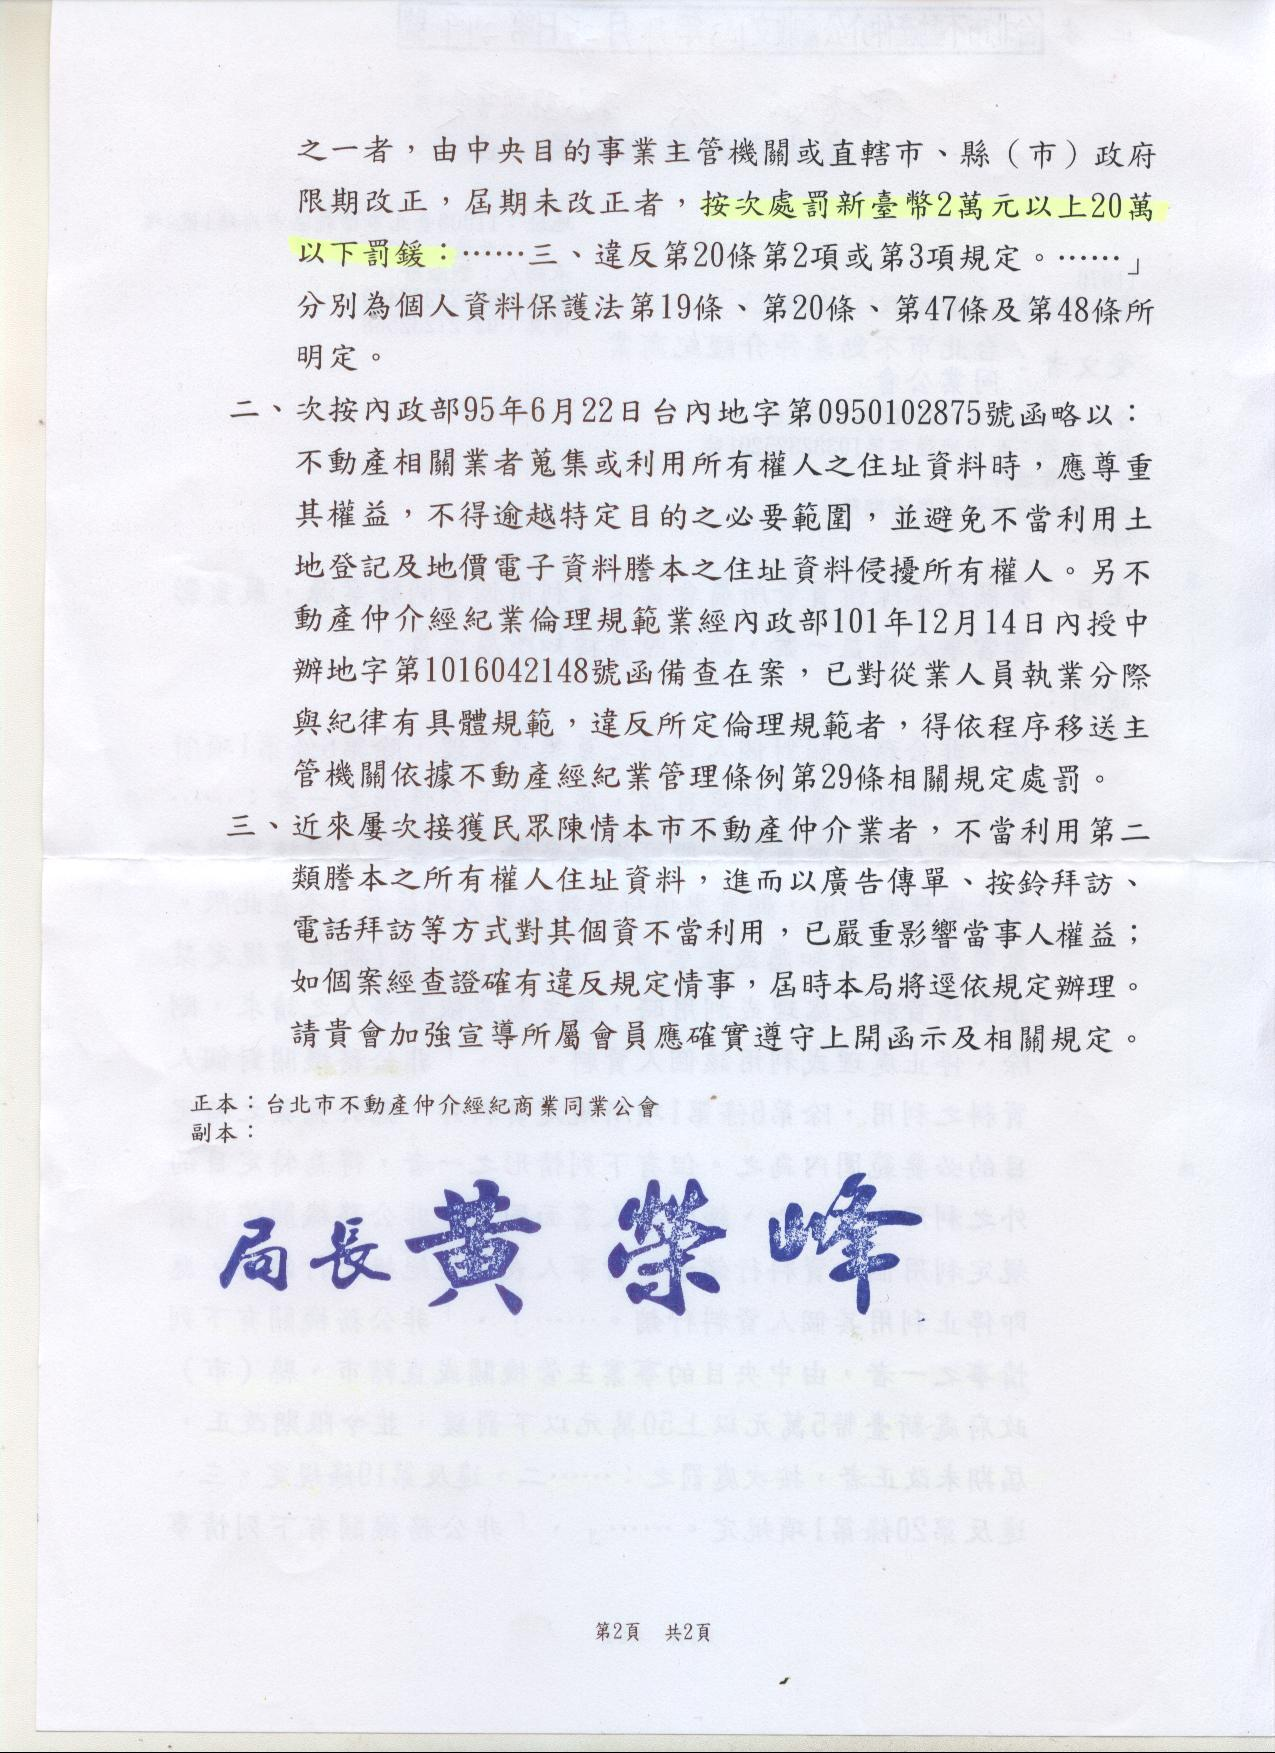 之一者，由中央目的事業主管機關或直轄市、縣（市）政府
限期改正，屆期未改正者，按次處罰新臺幣2萬元以上20萬
以下罰鍰：……三、違反第20條第2項或第3項規定。……」
分別為個人資料保護法第19條、第20條、第47條及第48條所
明定。
二、次按內政部95年6月22日台內地字第0950102875號函略以：
不動產相關業者蒐集或利用所有權人之住址資料時，應尊重
其權益，不得逾越特定目的之必要範圍，並避免不當利用土
地登記及地價電子資料謄本之住址資料侵擾所有權人。另不
動產仲介經紀業倫理規範業經內政部101年12月14日內授中
辦地字第1016042148號函備查在案，已對從業人員執業分際
與紀律有具體規範，違反所定倫理規範者，得依程序移送主
管機關依據不動產經紀業管理條例第29條相關規定處罰。
三、近來屢次接獲民眾陳情本市不動產仲介業者，不當利用第二
類謄本之所有權人住址資料，進而以廣告傳單、按鈴拜訪、
電話拜訪等方式對其個資不當利用，已嚴重影響當事人權益；
如個案經查證確有違反規定情事，屆時本局將逕依規定辦理。
請貴會加強宣導所屬會員應確實遵守上開函示及相關規定。
正本：台北市不動產仲介經紀商業同業公會
副本：
局長黃榮峰
第2頁 共2頁